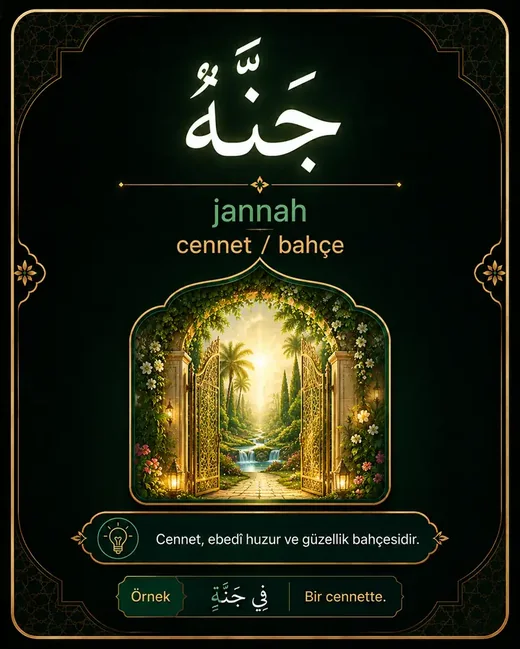 جَنَّهٌ
jannah
cennet / bahçe
Cennet, ebedî huzur ve güzellik bahçesidir.
Örnek فِي جَنَّةٍ Bir cennette.